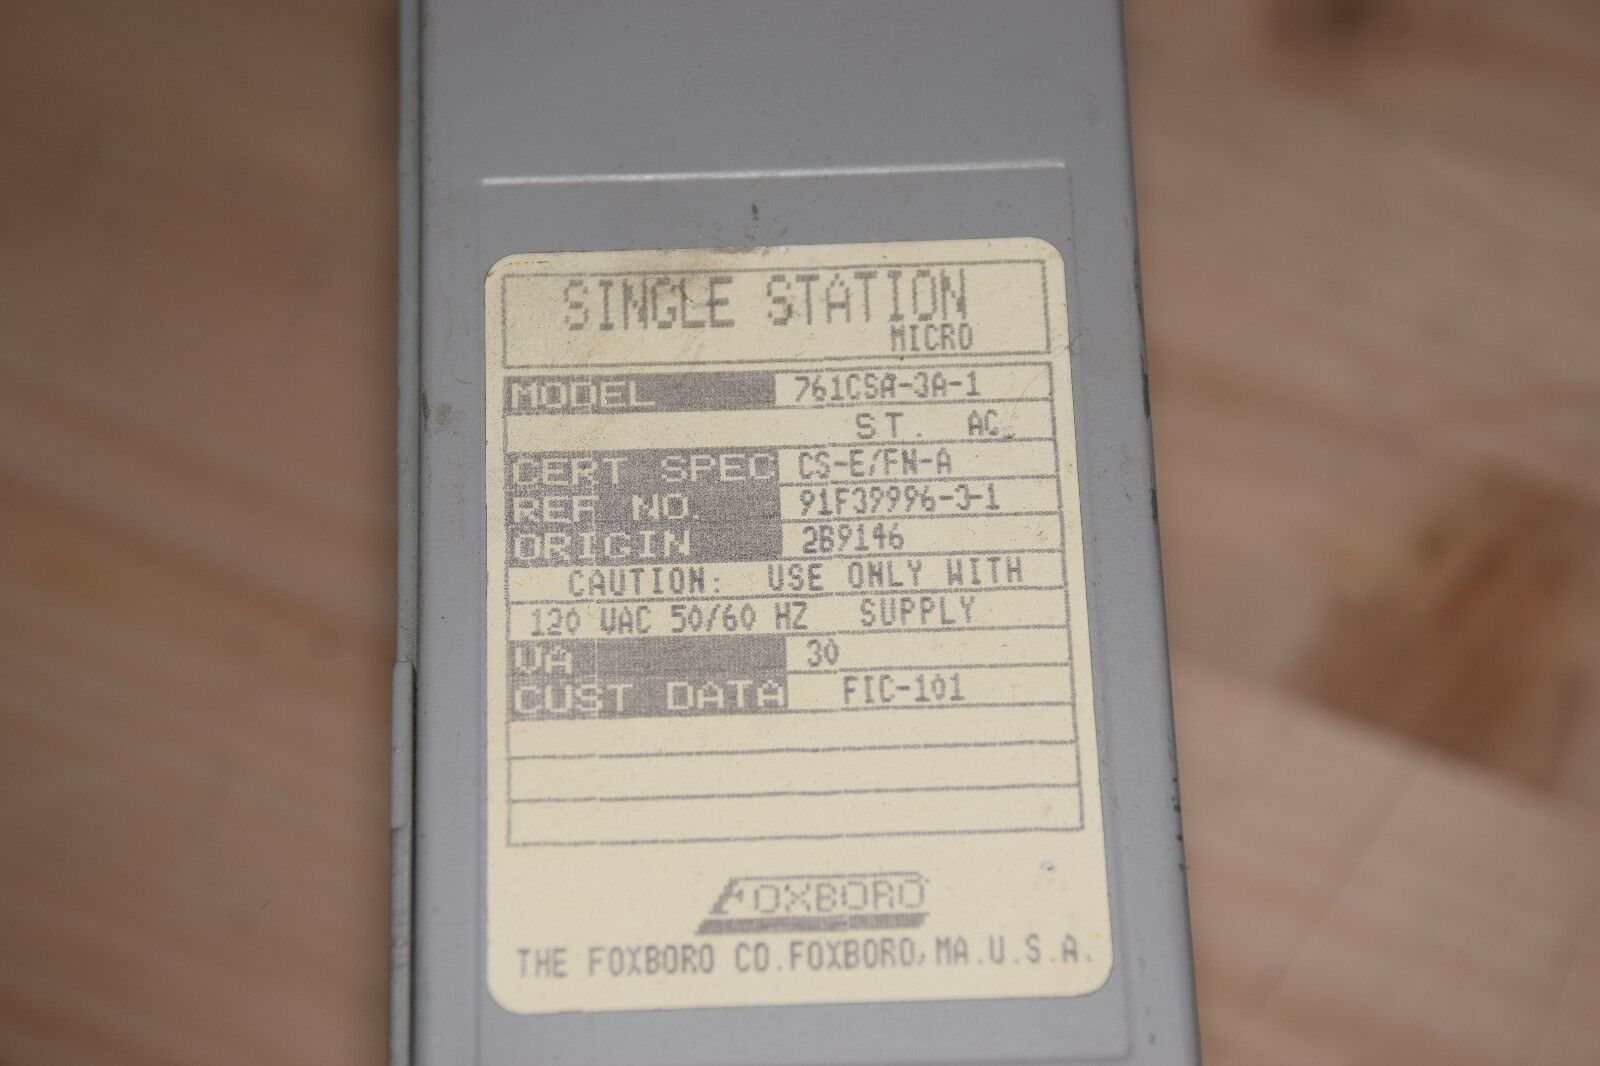 SINGLE STATION
MICRO
MODEL 761CSA-3A-1
ST. AC
CERT SPEC CS-E/FN-A
REF NO 91F39996-3-1
ORIGIN 2B9146
CAUTION: USE ONLY WITH
120 VAC 50/60 HZ SUPPLY
VA 30
CUST DATA FIC-101
FOXBORO
THE FOXBORO CO.FOXBORO,MA.U.S.A.